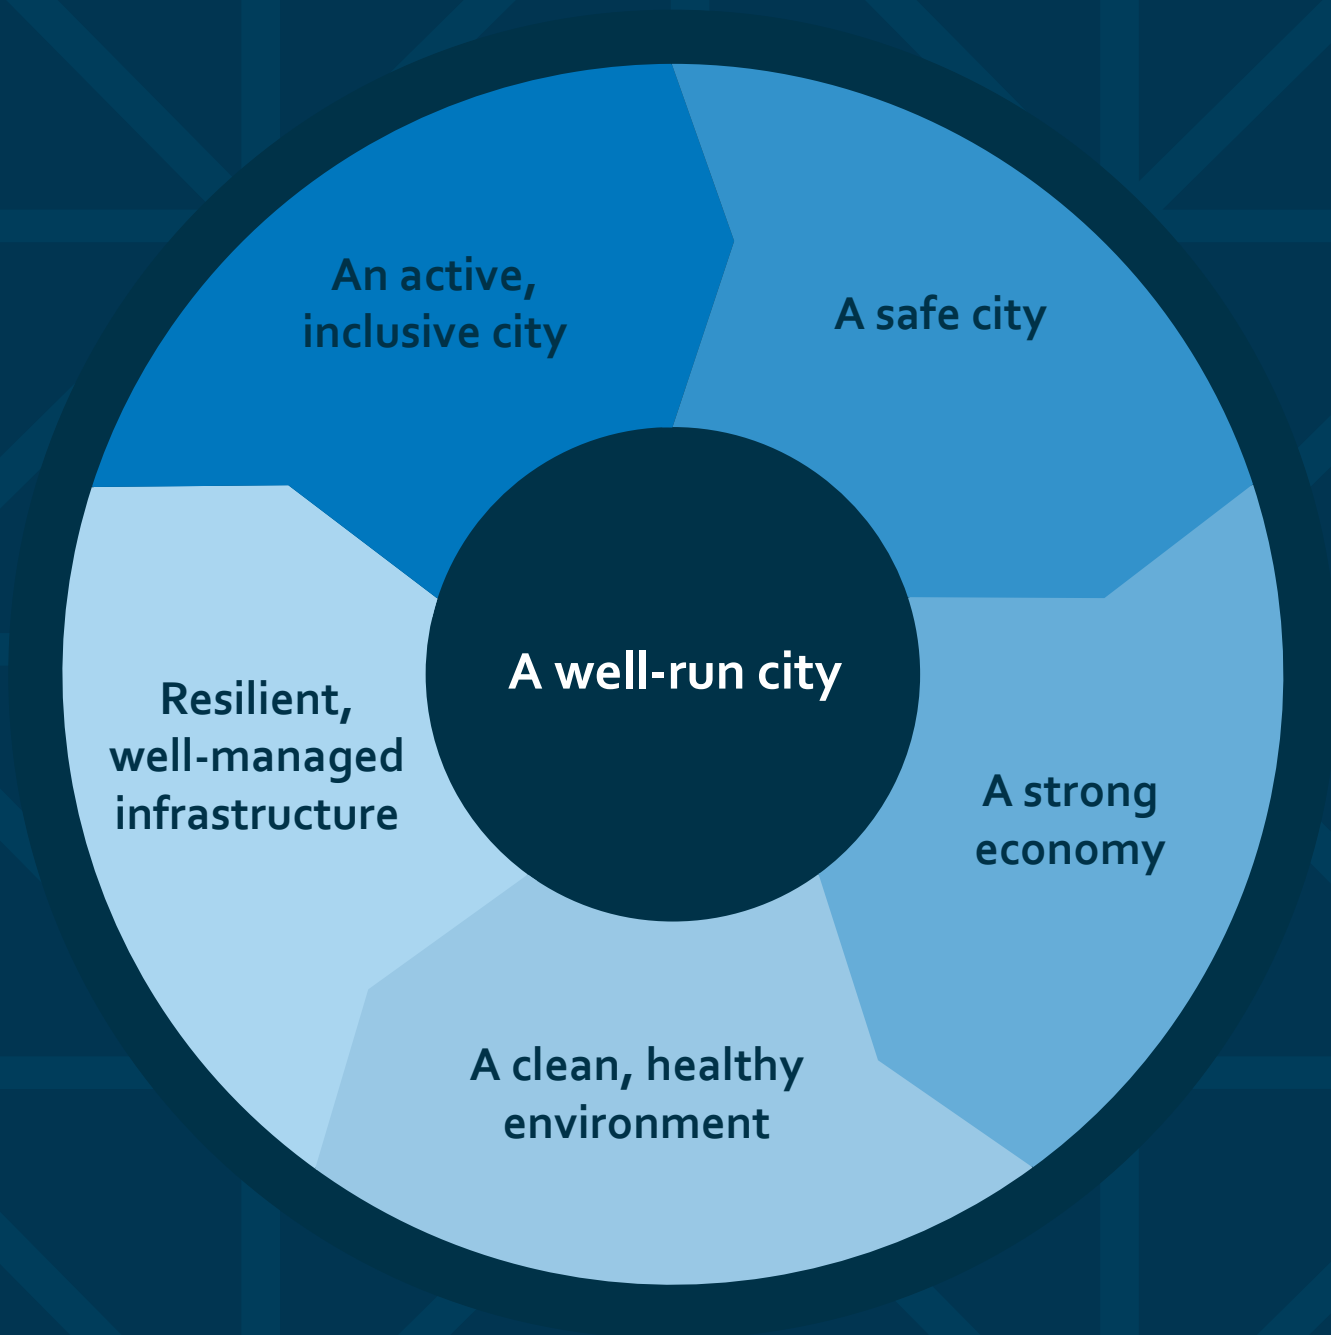 An active,
inclusive city
A safe city
A strong
economy
A clean, healthy
environment
Resilient,
well-managed
infrastructure
A well-run city